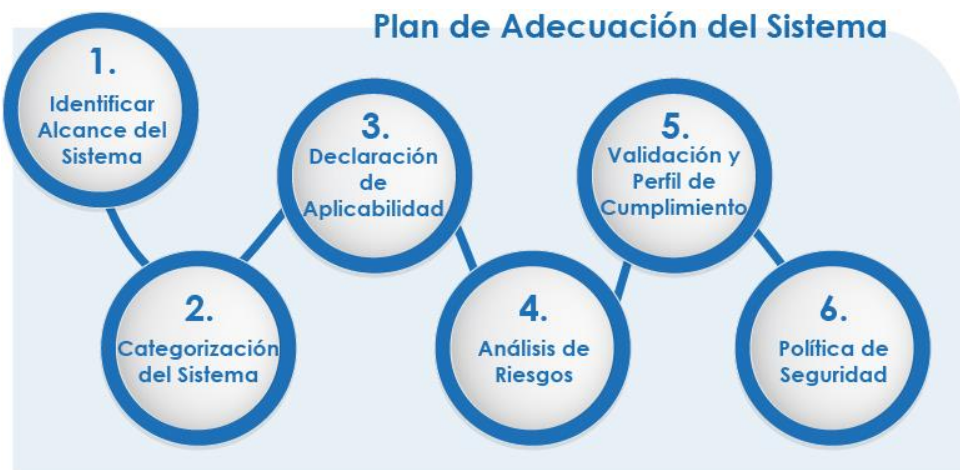 Plan de Adecuación del Sistema
1.
Identificar
Alcance del
Sistema
2.
Categorización
del Sistema
3.
Declaración
de
Aplicabilidad
4.
Análisis de
Riesgos
5.
Validación y
Perfil de
Cumplimiento
6.
Política de
Seguridad